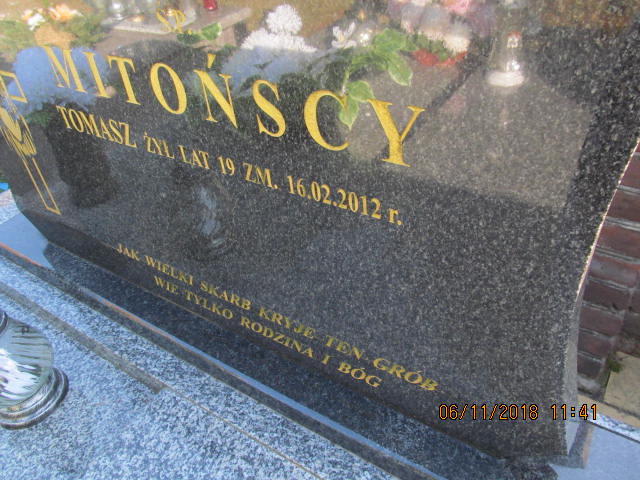 ŚP
MITOŃSCY
TOMASZ ŻYŁ LAT 19 ZM. 16.02.2012 r.
JAK WIELKI SKARB KRYJE TEN GRÓB
WIE TYLKO RODZINA I BÓG
06/11/2018 11:41